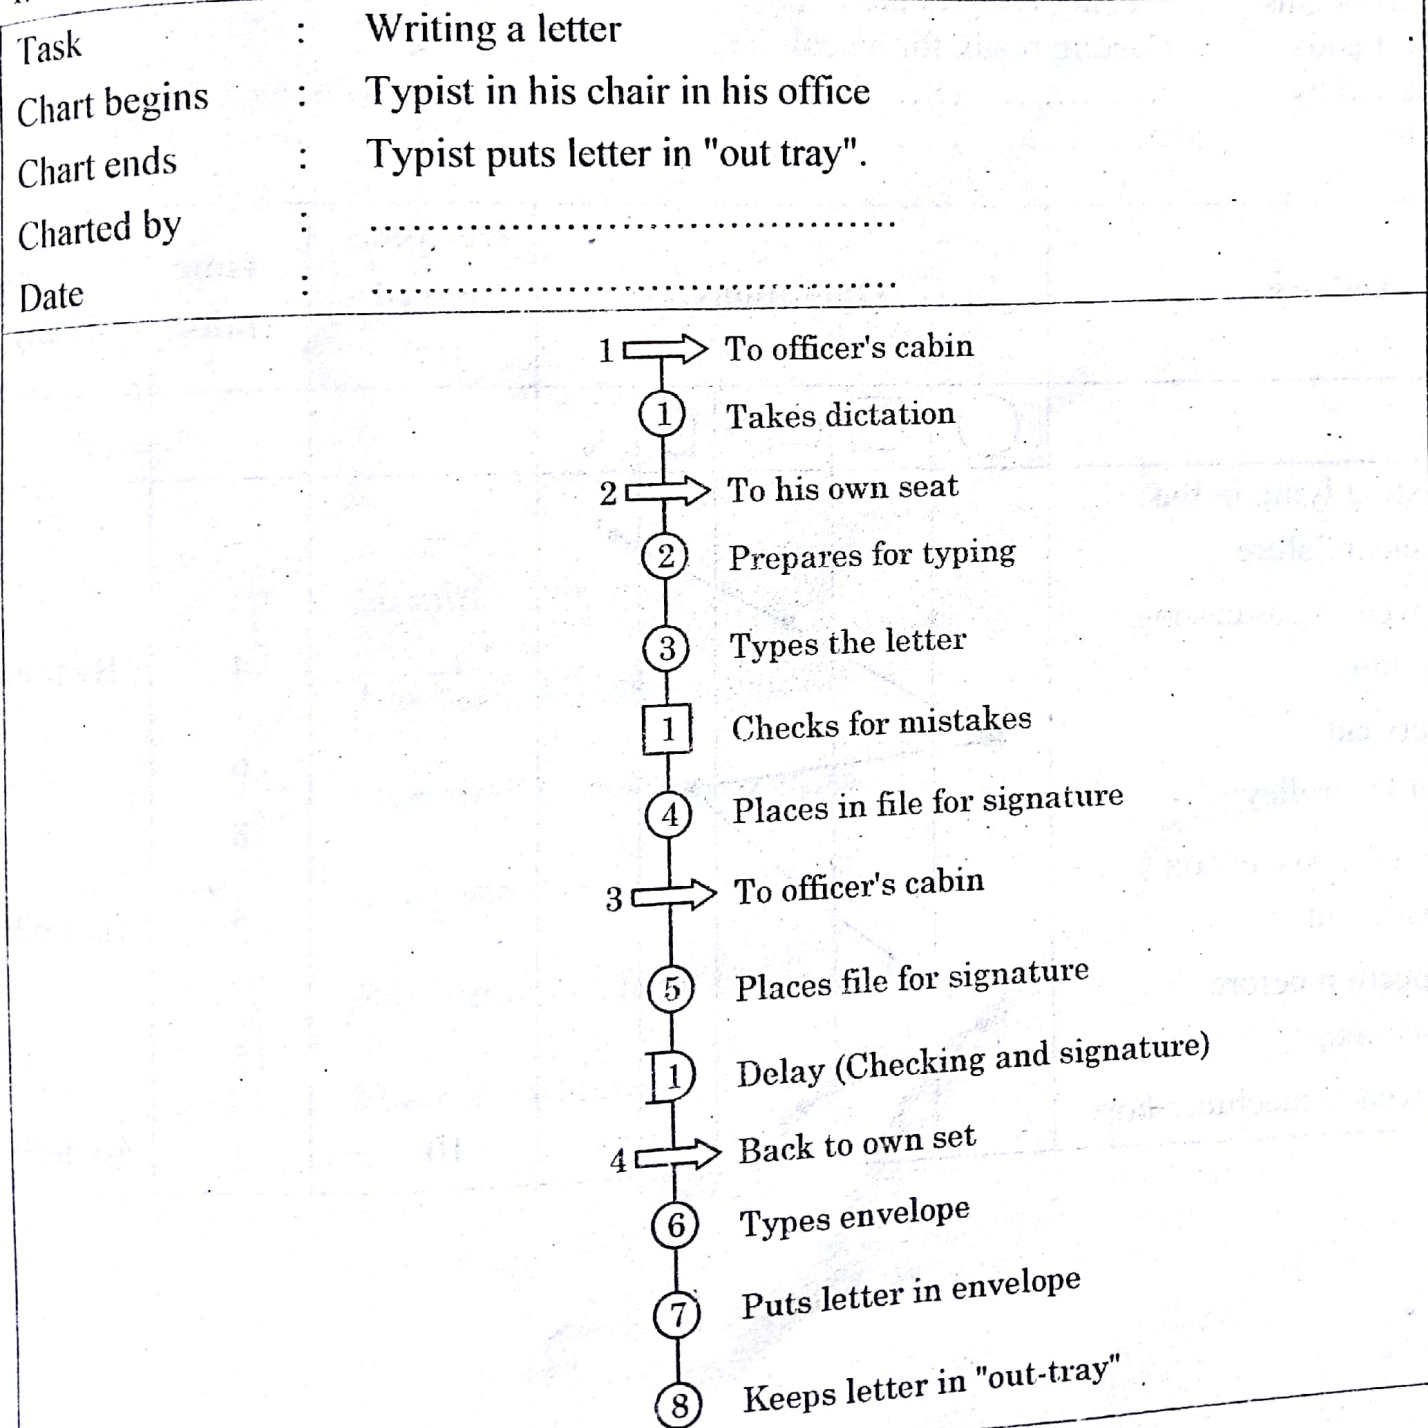 Task : Writing a letter
Chart begins : Typist in his chair in his office
Chart ends : Typist puts letter in "out tray".
Charted by : ..........................................
Date : ..........................................
1 To officer's cabin
1 Takes dictation
2 To his own seat
2 Prepares for typing
3 Types the letter
1 Checks for mistakes
4 Places in file for signature
3 To officer's cabin
5 Places file for signature
1 Delay (Checking and signature)
4 Back to own set
6 Types envelope
7 Puts letter in envelope
8 Keeps letter in "out-tray"